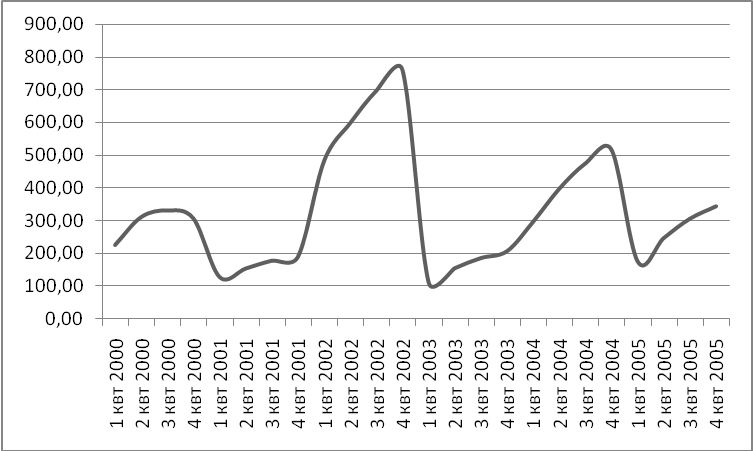 900,00
800,00
700,00
600,00
500,00
400,00
300,00
200,00
100,00
0,00
1 квт 2000
2 квт 2000
3 квт 2000
4 квт 2000
1 квт 2001
2 квт 2001
3 квт 2001
4 квт 2001
1 квт 2002
2 квт 2002
3 квт 2002
4 квт 2002
1 квт 2003
2 квт 2003
3 квт 2003
4 квт 2003
1 квт 2004
2 квт 2004
3 квт 2004
4 квт 2004
1 квт 2005
2 квт 2005
3 квт 2005
4 квт 2005